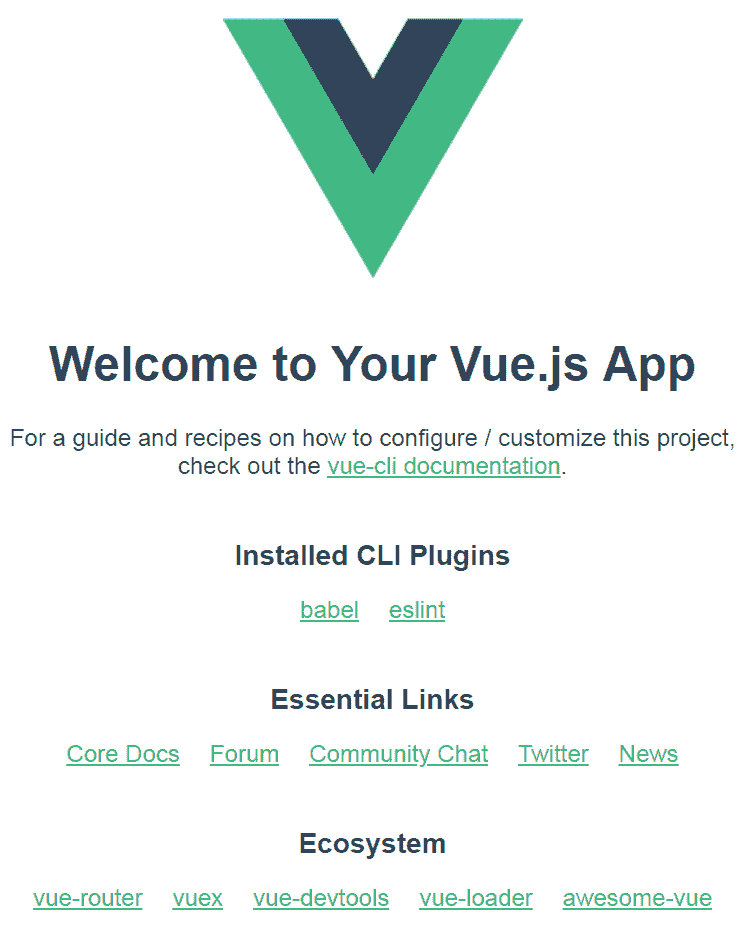 Welcome to Your Vue.js App
For a guide and recipes on how to configure / customize this project,
check out the vue-cli documentation.
Installed CLI Plugins
babel eslint
Essential Links
Core Docs Forum Community Chat Twitter News
Ecosystem
vue-router vuex vue-devtools vue-loader awesome-vue